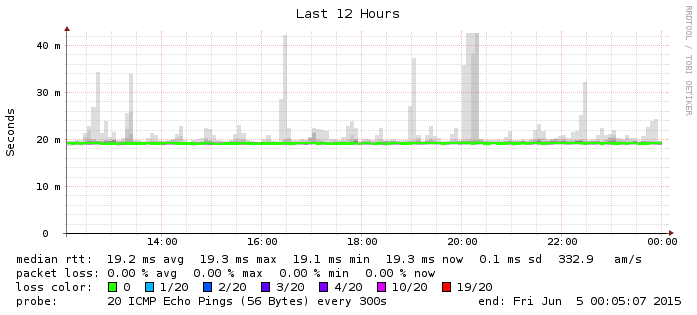 Last 12 Hours
RRDTOOL / TOBI OETIKER
Seconds
40 m
30 m
20 m
10 m
0
14:00 16:00 18:00 20:00 22:00 00:00
median rtt: 19.2 ms avg 19.3 ms max 19.1 ms min 19.3 ms now 0.1 ms sd 332.9 am/s
packet loss: 0.00 % avg 0.00 % max 0.00 % min 0.00 % now
loss color: 0 1/20 2/20 3/20 4/20 10/20 19/20
probe: 20 ICMP Echo Pings (56 Bytes) every 300s end: Fri Jun 5 00:05:07 2015